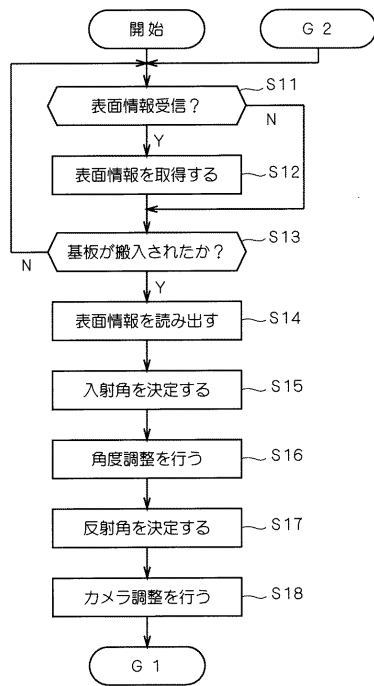 開始
G 2
S11
表面情報受信?
N
Y
表面情報を取得する
S12
S13
基板が搬入されたか?
N
Y
表面情報を読み出す
S14
入射角を決定する
S15
角度調整を行う
S16
反射角を決定する
S17
カメラ調整を行う
S18
G 1